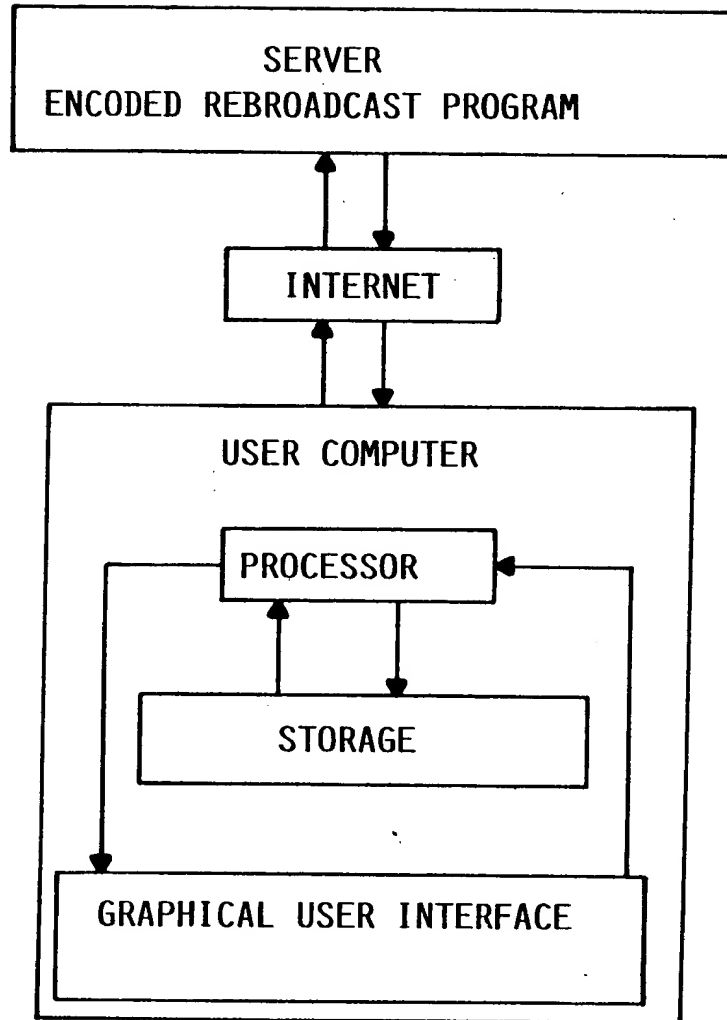 SERVER
ENCODED REBROADCAST PROGRAM
INTERNET
USER COMPUTER
PROCESSOR
STORAGE
GRAPHICAL USER INTERFACE